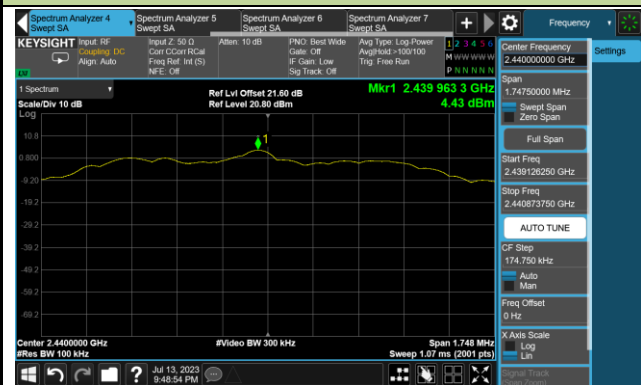 Spectrum Analyzer 4
Swept SA
Spectrum Analyzer 5
Swept SA
Spectrum Analyzer 6
Swept SA
Spectrum Analyzer 7
Swept SA
+
Frequency
KEYSIGHT
Input: RF
Coupling: DC
Align: Auto
Input Z: 50 Ω
Corr CCorr RCal
Freq Ref: Int (S)
NFE: Off
Atten: 10 dB
PNO: Best Wide
Gate: Off
IF Gain: Low
Sig Track: Off
Avg Type: Log-Power
Avg|Hold:>100/100
Trig: Free Run
1 2 3 4 5 6
M W W W W W
P N N N N N
Center Frequency
2.440000000 GHz
Settings
Span
1.74750000 MHz
Swept Span
Zero Span
Full Span
Start Freq
2.439126250 GHz
Stop Freq
2.440873750 GHz
AUTO TUNE
CF Step
174.750 kHz
Auto
Man
Freq Offset
0 Hz
X Axis Scale
Log
Lin
Signal Track
(Span Zoom)
LW
1 Spectrum
Scale/Div 10 dB
Log
Ref Lvl Offset 21.60 dB
Ref Level 20.80 dBm
Mkr1 2.439 963 3 GHz
4.43 dBm
1
10.8
0.800
-9.20
-19.2
-29.2
-39.2
-49.2
-59.2
-69.2
Center 2.4400000 GHz
#Res BW 100 kHz
#Video BW 300 kHz
Span 1.748 MHz
Sweep 1.07 ms (2001 pts)
?
Jul 13, 2023
9:48:54 PM